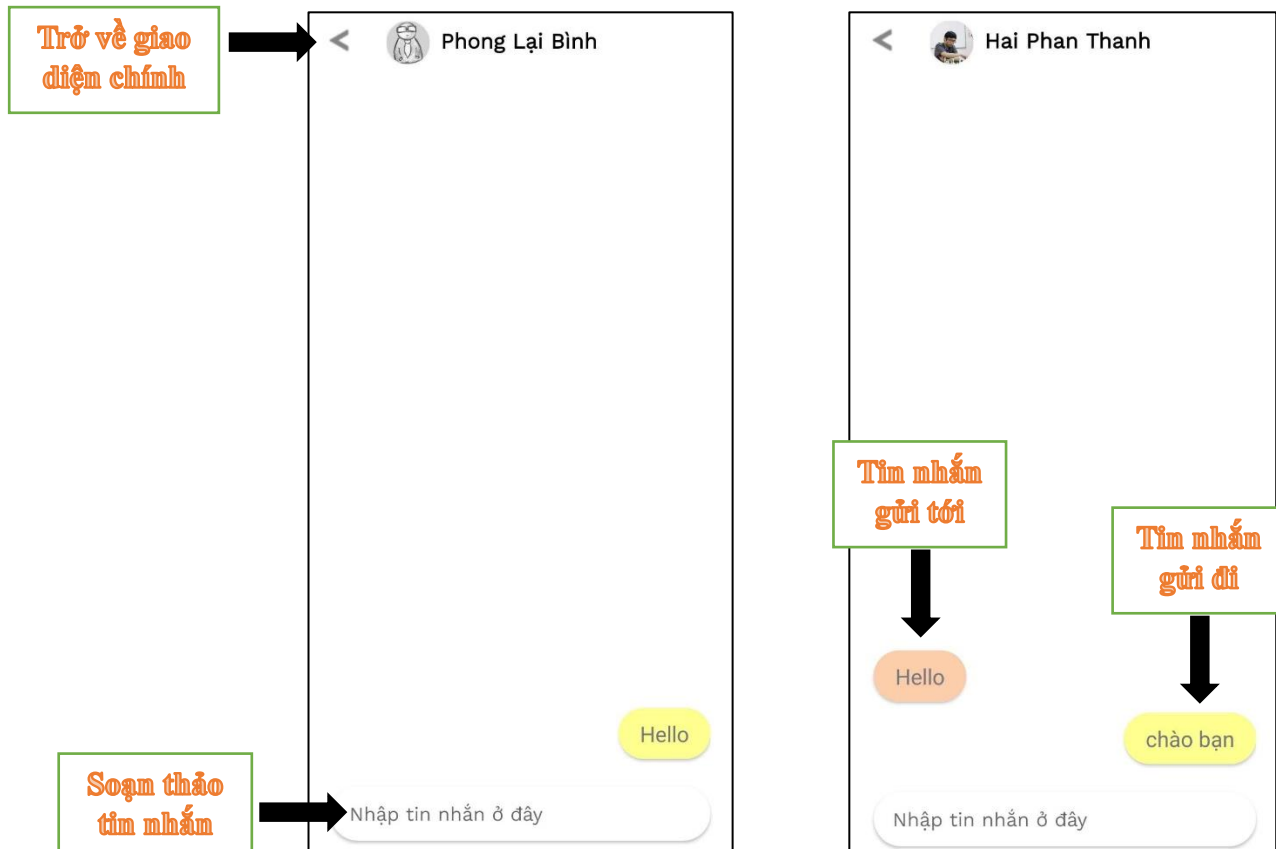 Trở về giao
diện chính
<
Phong Lại Bình
Hello
Soạn thảo
tin nhắn
Nhập tin nhắn ở đây
<
Hai Phan Thanh
Tin nhắn
gửi tới
Tin nhắn
gửi đi
Hello
chào bạn
Nhập tin nhắn ở đây